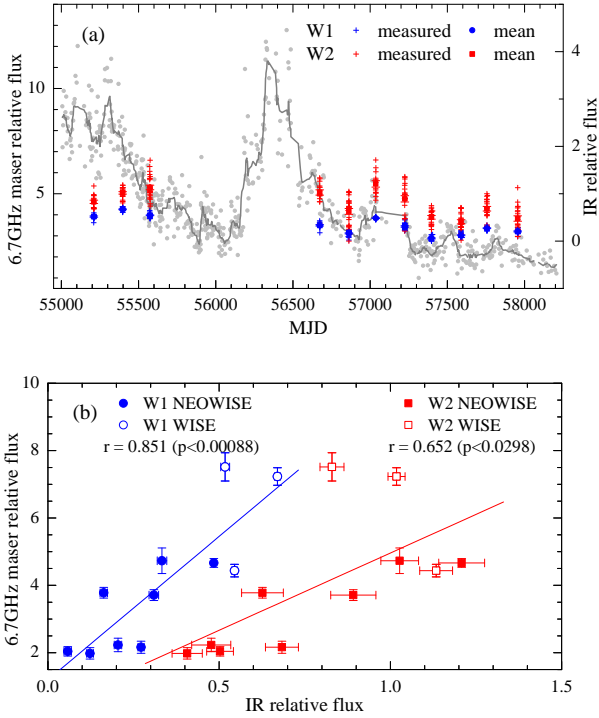 (a)
W1 + measured ● mean
W2 + measured ■ mean
10
5
4
2
0
6.7GHz maser relative flux
IR relative flux
55000 55500 56000 56500 57000 57500 58000
MJD
(b)
W1 NEOWISE W2 NEOWISE
W1 WISE W2 WISE
r = 0.851 (p<0.00088) r = 0.652 (p<0.0298)
10
8
6
4
2
6.7GHz maser relative flux
0.0 0.5 1.0 1.5
IR relative flux